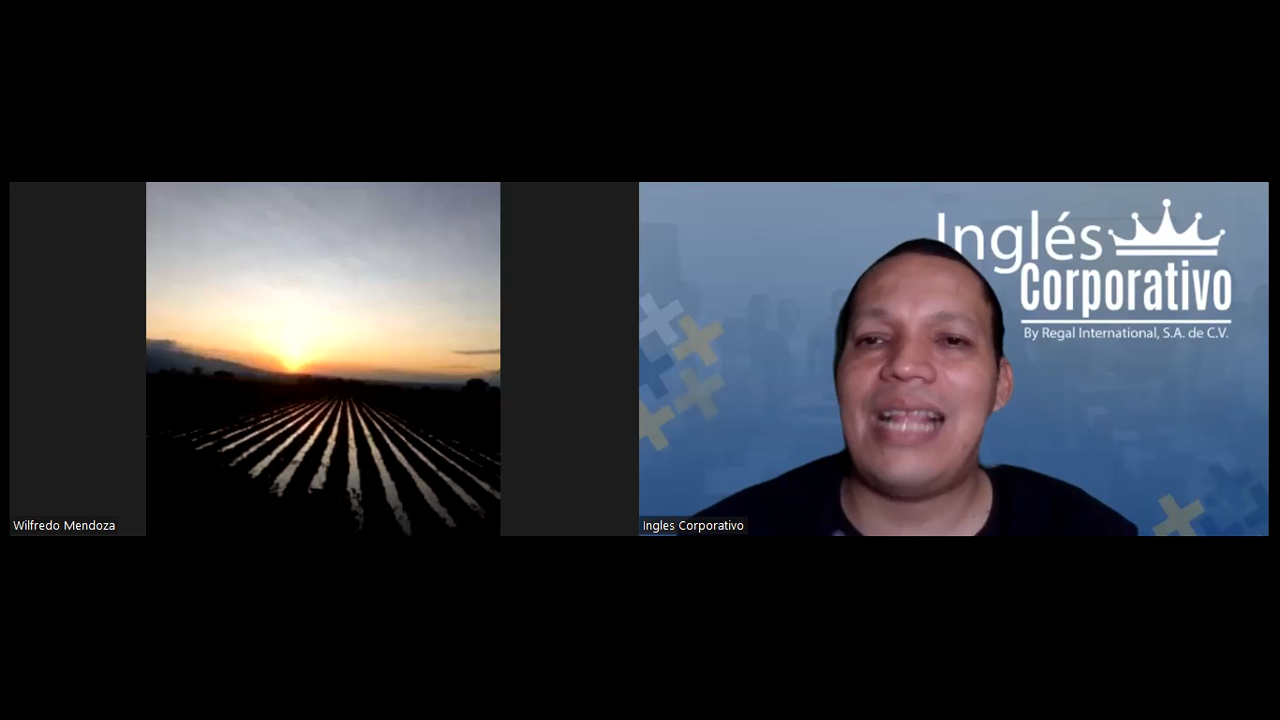 Inglés
Corporativo
By Regal International, S.A. de C.V.
Wilfredo Mendoza
Ingles Corporativo